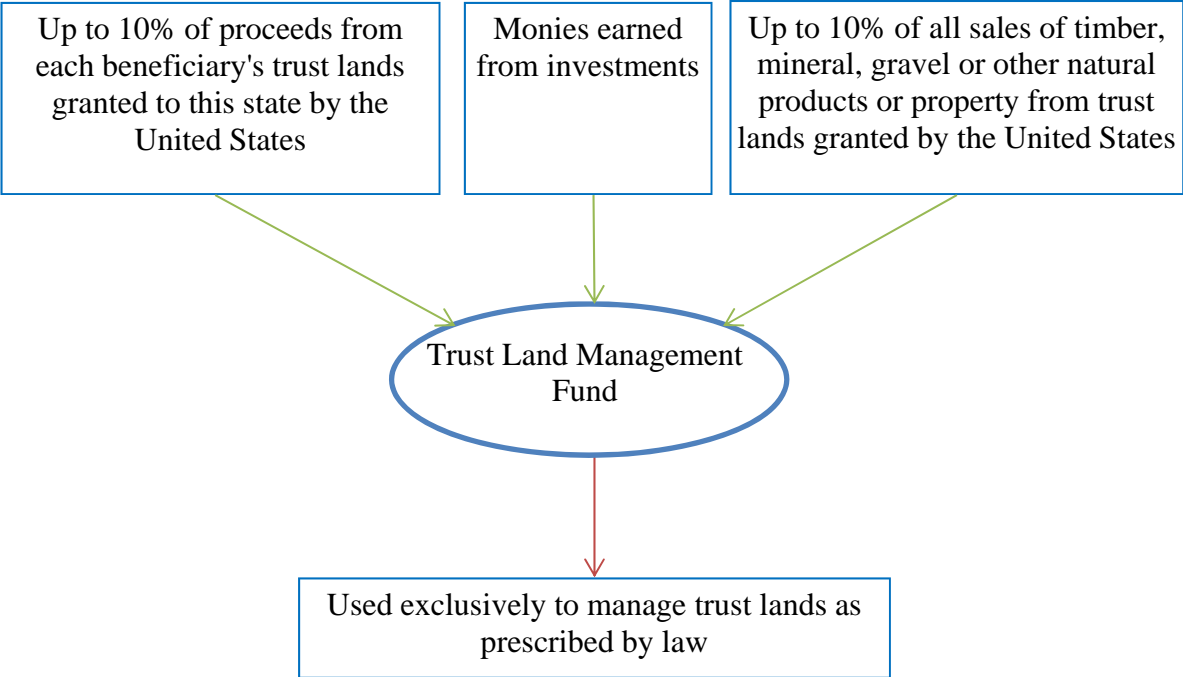 Up to 10% of proceeds from
each beneficiary's trust lands
granted to this state by the
United States
Monies earned
from investments
Up to 10% of all sales of timber,
mineral, gravel or other natural
products or property from trust
lands granted by the United States
Trust Land Management
Fund
Used exclusively to manage trust lands as
prescribed by law